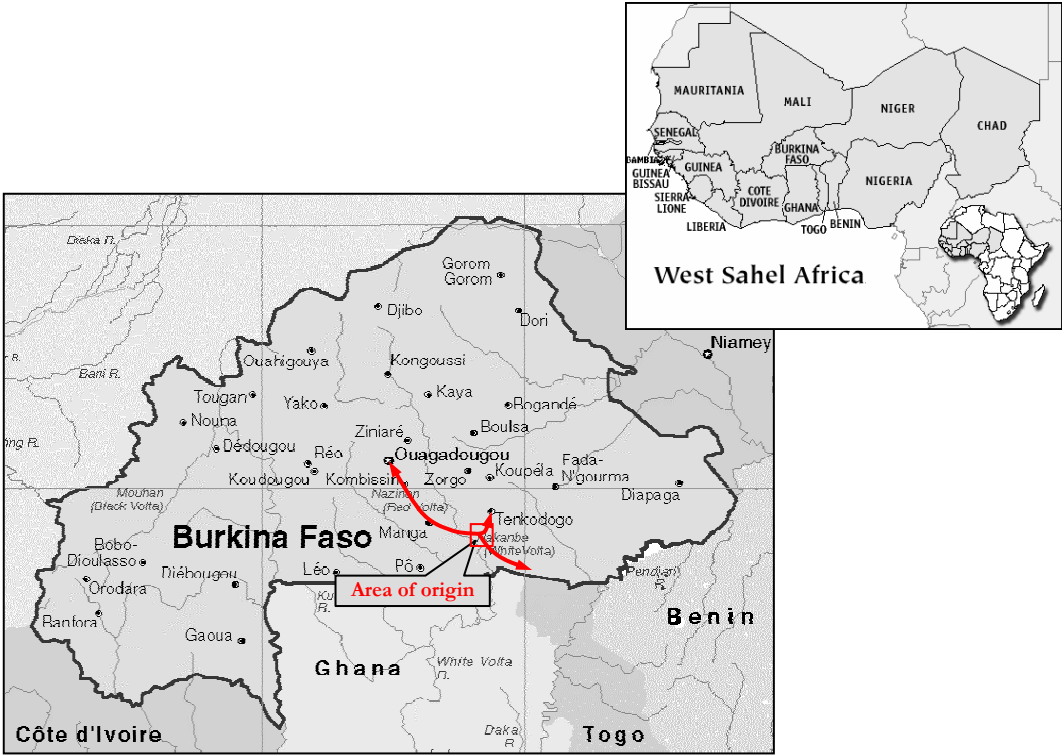 MAURITANIA
MALI
NIGER
CHAD
SENEGAL
BURKINA
FASO
GAMBIA
GUINEA
GUINEA
BISSAU
NIGERIA
SIERRA
LIONE
COTE
DIVOIRE
GHANA
LIBERIA
TOGO
BENIN
West Sahel Africa
Gorom
Gorom
Djibo
Dori
Niamey
Ouahigouya
Kongoussi
Bani R.
Tougan
Yako
Kaya
Bogandé
Nouna
Ziniaré
Boulsa
Dédougou
Réo
Ouagadougou
Koudougou
Kombissiri
Zorgo
Koupéla
Fada-
N'gourma
Diapaga
Mouhan
(Black Volta)
Nazinon
(Red Volta)
Tenkodogo
Manga
(White Volta)
Burkina Faso
Bobo-
Dioulasso
Diébougou
Léo
Pô
Pendjari
R.
Orodara
Area of origin
Banfora
R.
Benin
Gaoua
Ghana
White Volta
R.
Daka
R.
Côte d'Ivoire
Togo